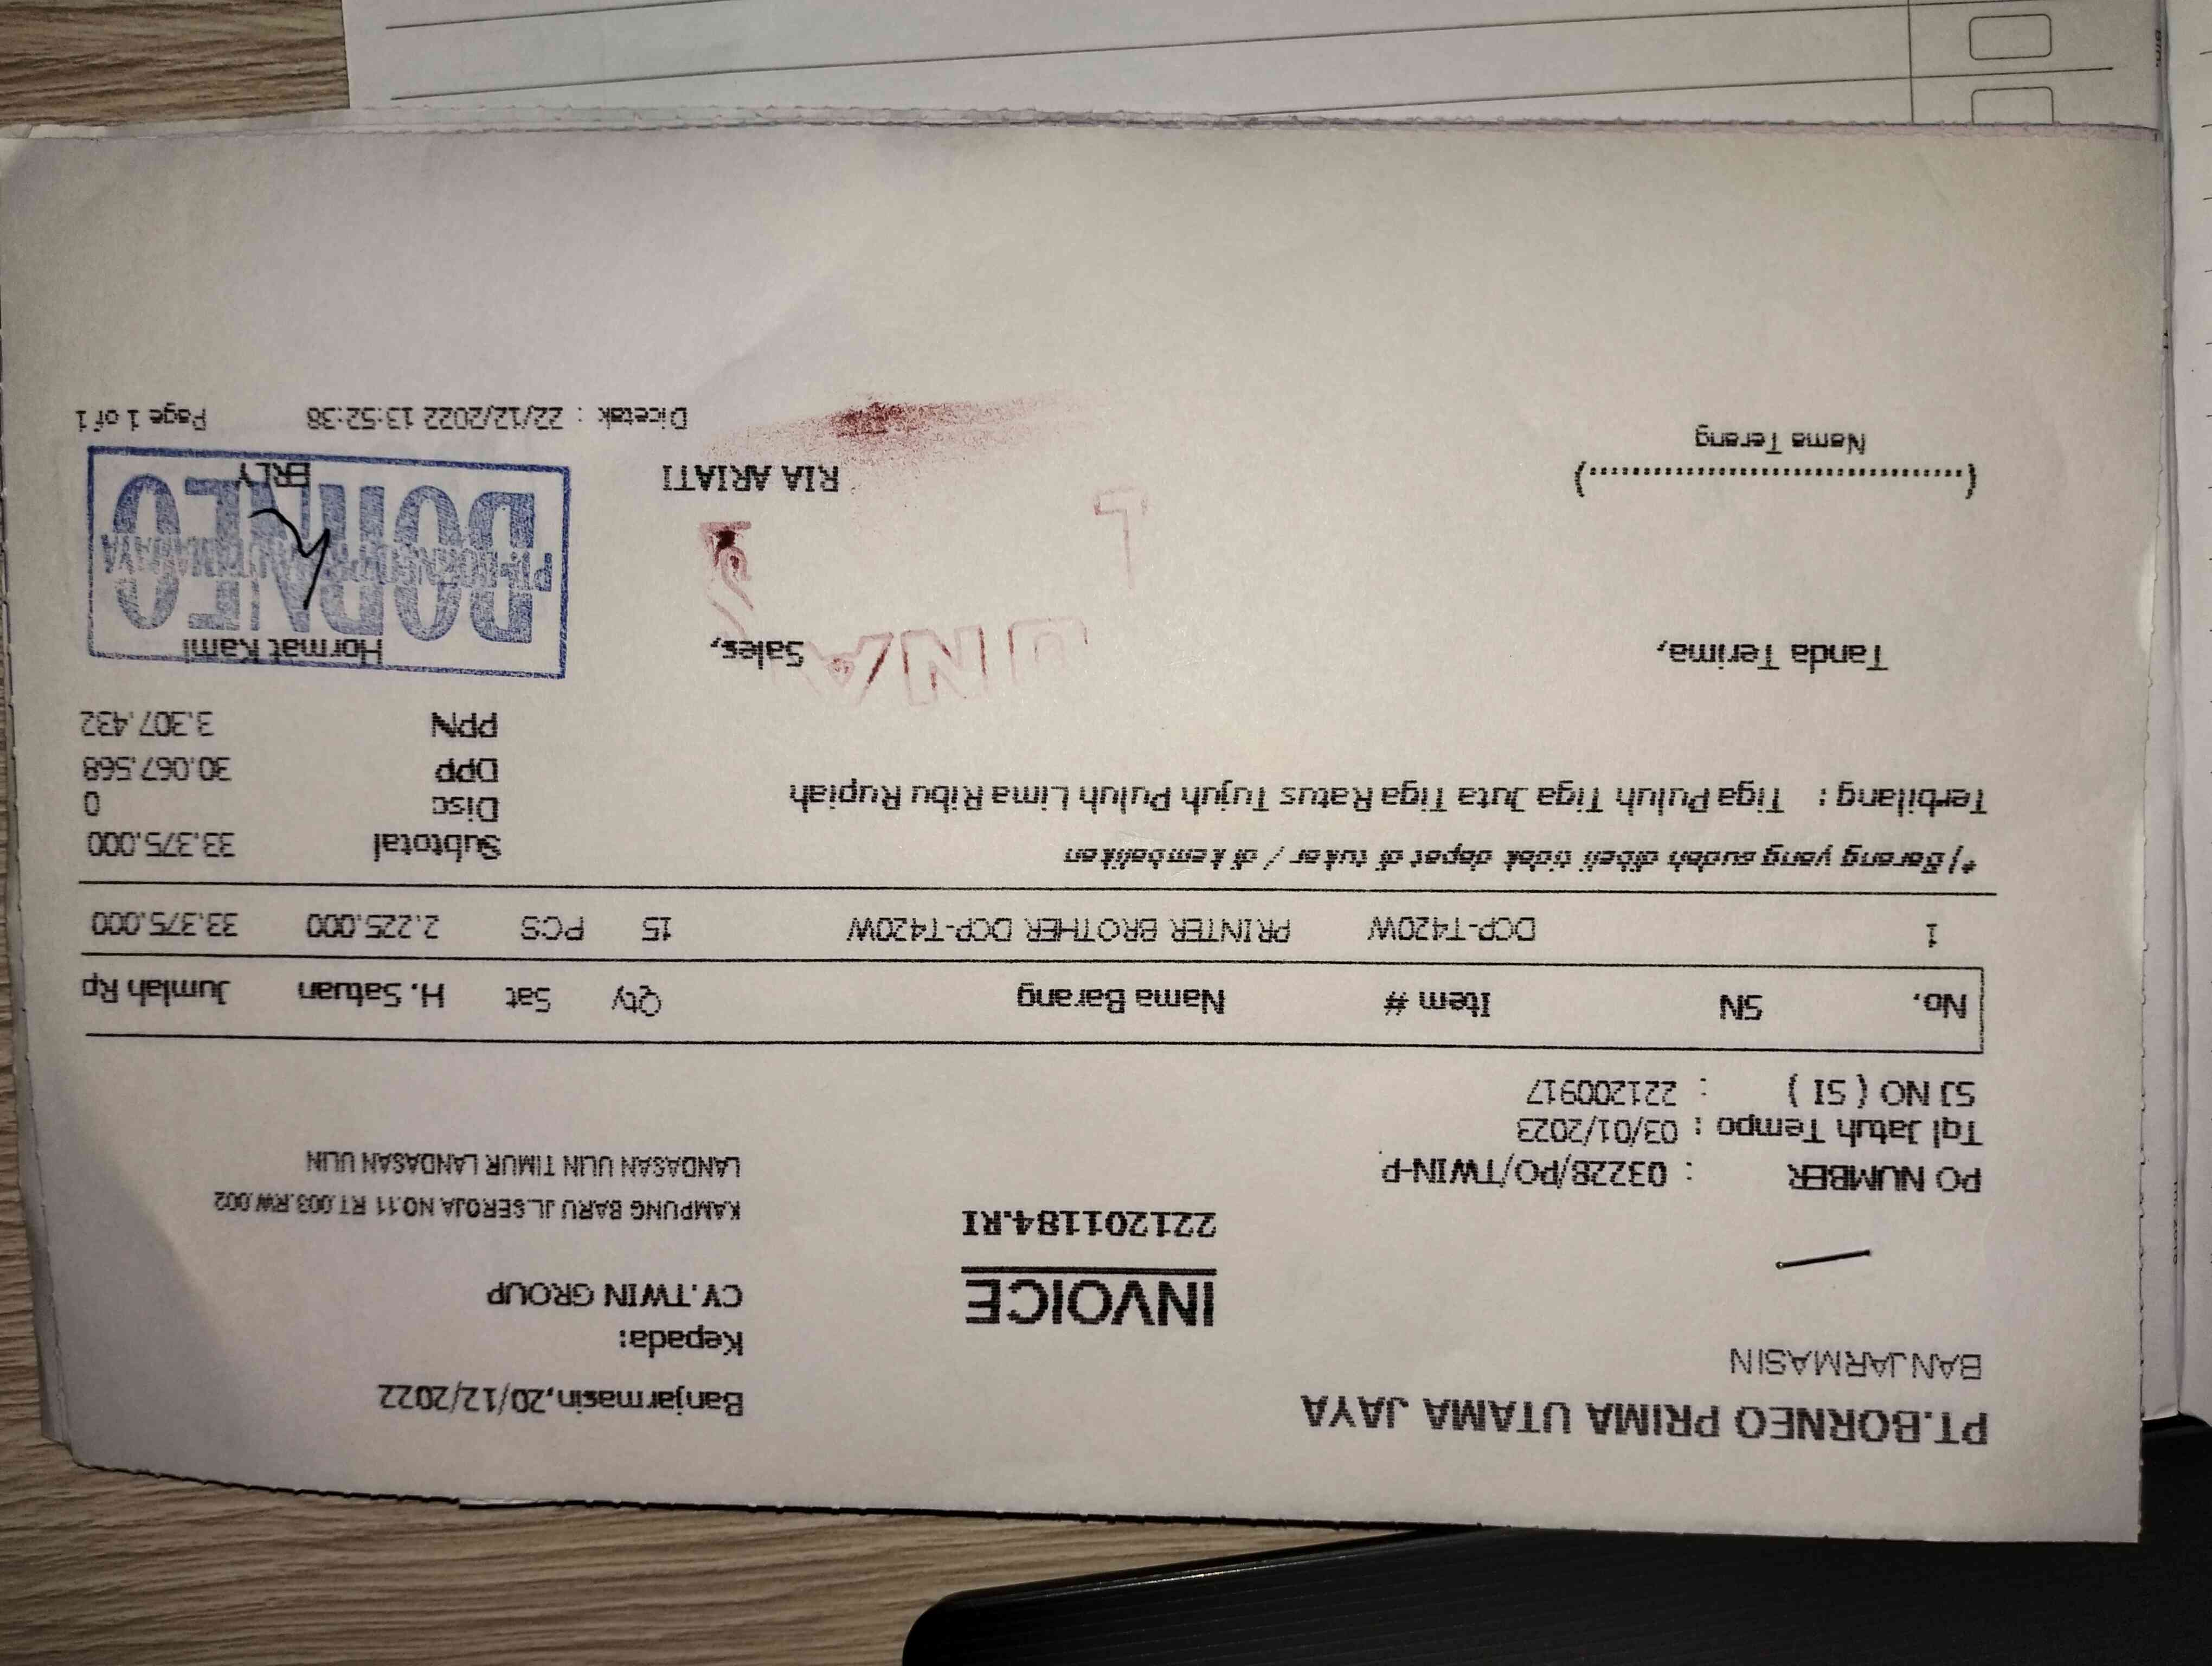 PT.BORNEO PRIMA UTAMA JAYA
BANJARMASIN
Banjarmasin,20/12/2022
Kepada:
CY.TWIN GROUP
KAMPUNG BARU JL.SEROJA NO.11 RT.003.RW.002
LANDASAN ULIN TIMUR LANDASAN ULIN
INVOICE
221201184.RI
PO NUMBER : 03228/PO/TWIN-P
Tgl Jatuh Tempo : 03/01/2023
SJ NO ( SI ) : 221200917
No. SN Item # Nama Barang Qty Sat H. Satuan Jumlah Rp
1 DCP-T420W PRINTER BROTHER DCP-T420W 15 PCS 2.225.000 33.375.000
*)Barang yang sudah dibeli tidak dapat di tukar / di kembalikan
Terbilang : Tiga Puluh Tiga Juta Tiga Ratus Tujuh Puluh Lima Ribu Rupiah
Subtotal 33.375.000
Disc 0
DPP 30.067.568
PPN 3.307.432
Tanda Terima,
Sales,
Hormat Kami
BORNEO
PT. BORNEO PRIMA UTAMA JAYA
(....................................)
Nama Terang
RIA ARIATI
ERLY
Dicetak : 22/12/2022 13:52:38 Page 1 of 1